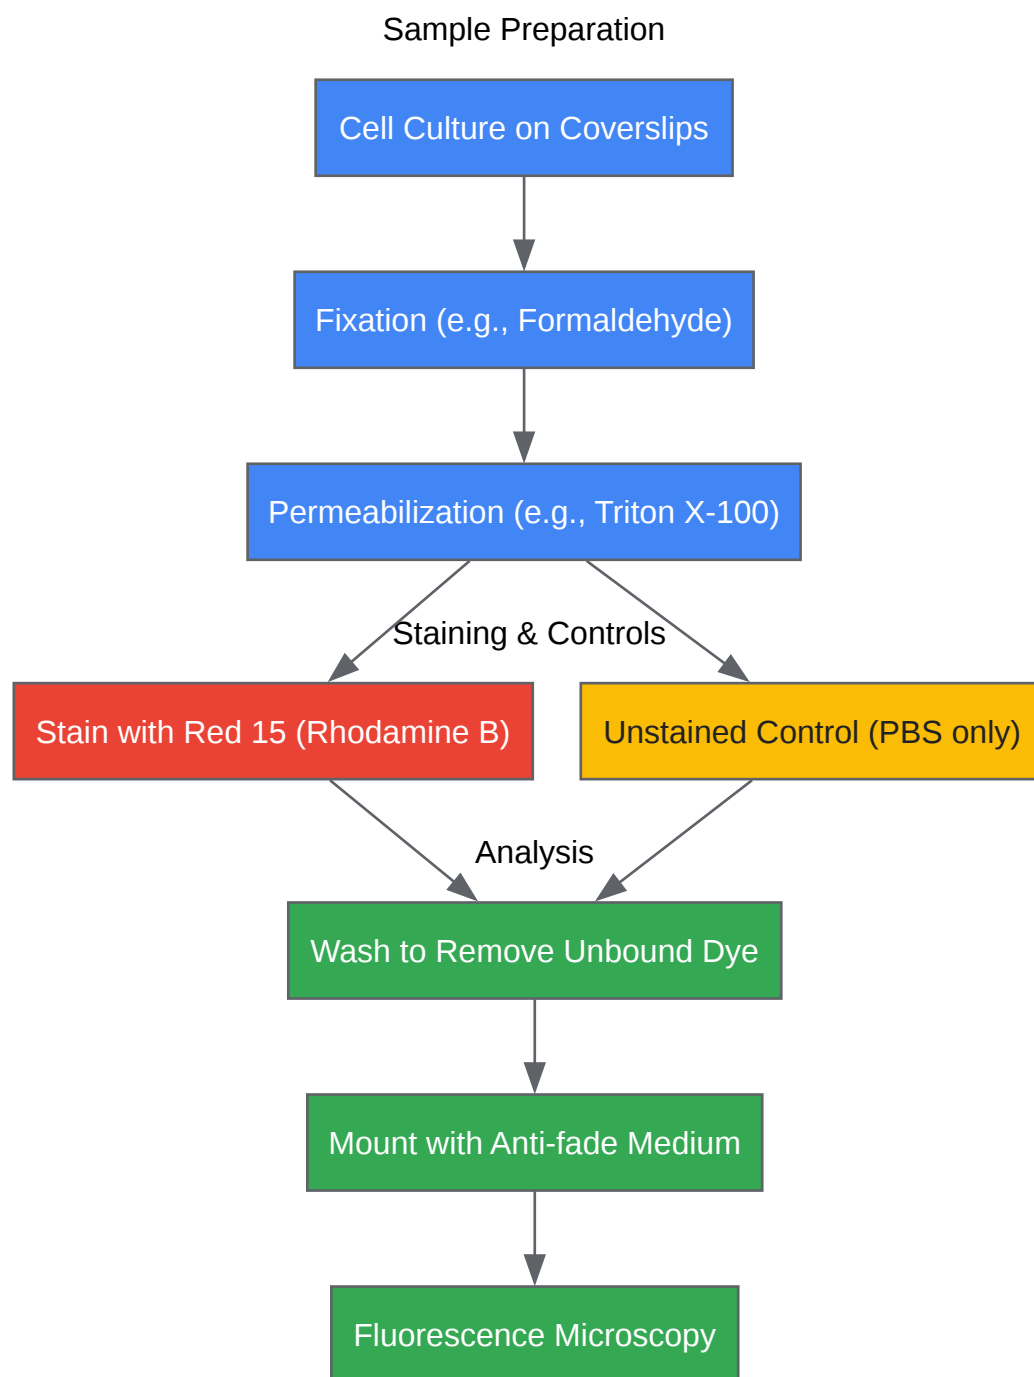 Sample Preparation
Cell Culture on Coverslips
Fixation (e.g., Formaldehyde)
Permeabilization (e.g., Triton X-100)
Staining & Controls
Stain with Red 15 (Rhodamine B)
Unstained Control (PBS only)
Analysis
Wash to Remove Unbound Dye
Mount with Anti-fade Medium
Fluorescence Microscopy